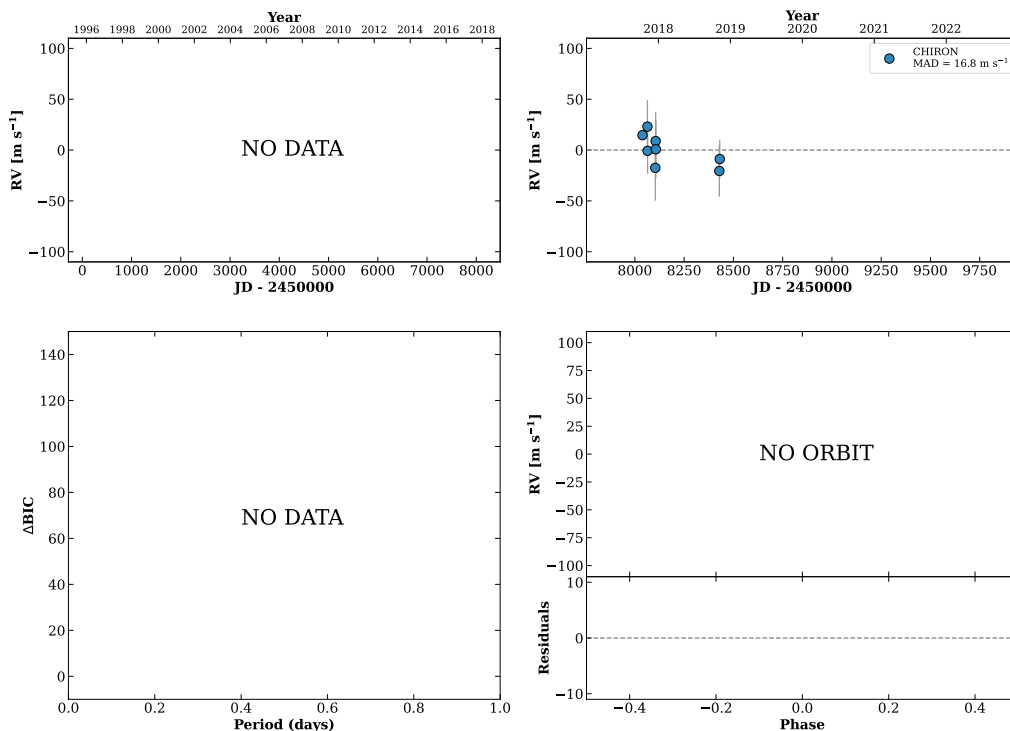 Year
1996 1998 2000 2002 2004 2006 2008 2010 2012 2014 2016 2018
100
50
0
−50
−100
RV [m s⁻¹]
NO DATA
0 1000 2000 3000 4000 5000 6000 7000 8000
JD - 2450000
Year
2018 2019 2020 2021 2022
100
50
0
−50
−100
RV [m s⁻¹]
CHIRON
MAD = 16.8 m s⁻¹
8000 8250 8500 8750 9000 9250 9500 9750
JD - 2450000
140
120
100
80
60
40
20
0
ΔBIC
NO DATA
0.0 0.2 0.4 0.6 0.8 1.0
Period (days)
100
75
50
25
0
−25
−50
−75
−100
RV [m s⁻¹]
NO ORBIT
10
0
−10
Residuals
−0.4 −0.2 0.0 0.2 0.4
Phase